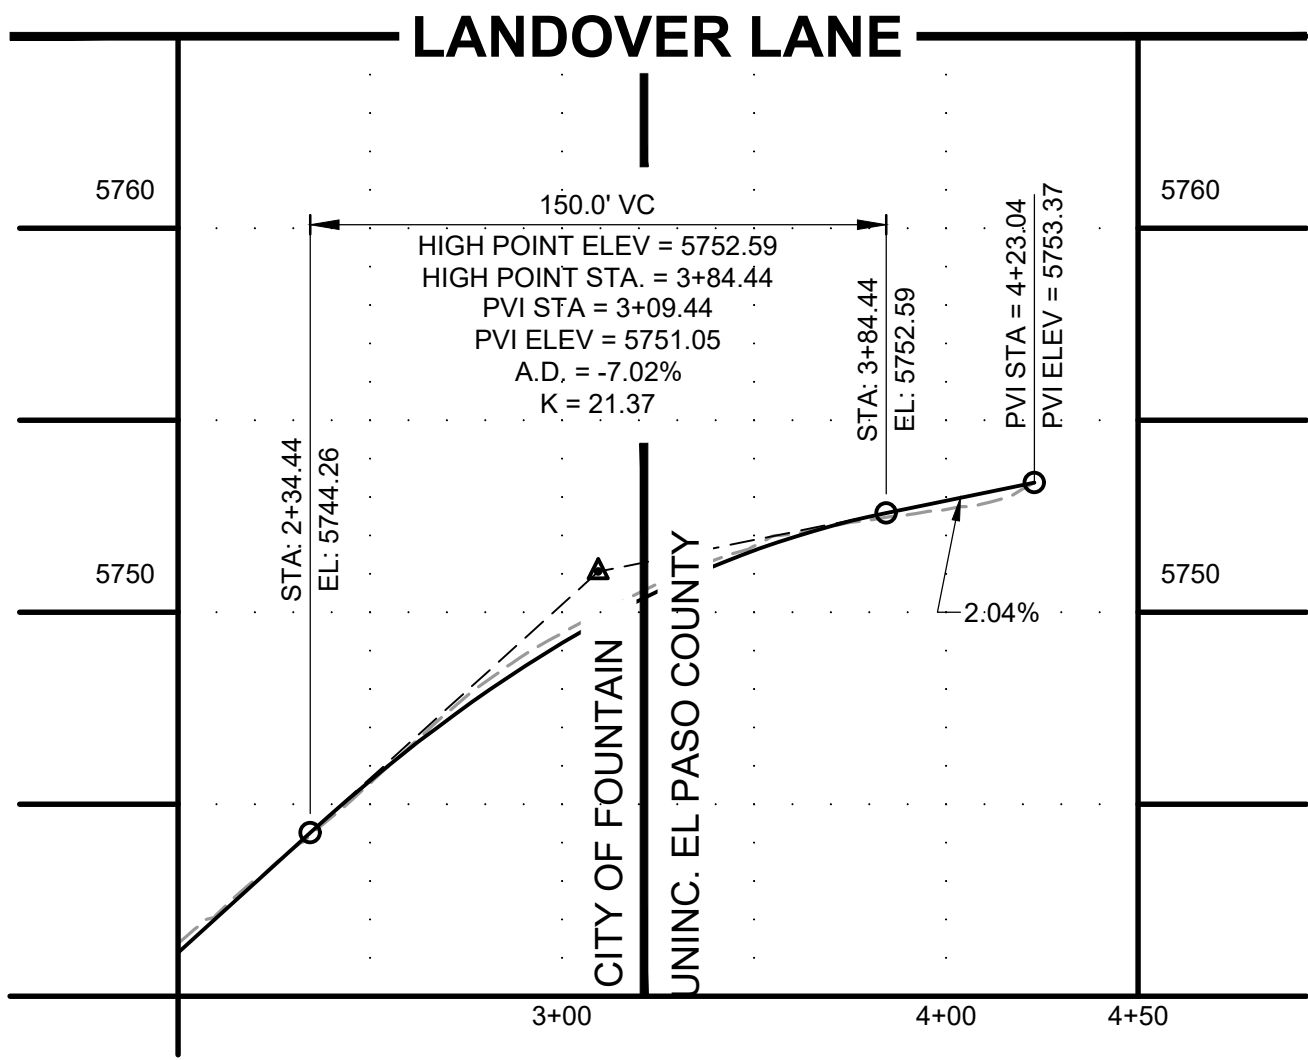 LANDOVER LANE
5760
5760
150.0' VC
HIGH POINT ELEV = 5752.59
HIGH POINT STA. = 3+84.44
PVI STA = 3+09.44
PVI ELEV = 5751.05
A.D. = -7.02%
K = 21.37
STA: 2+34.44
EL: 5744.26
STA: 3+84.44
EL: 5752.59
PVI STA = 4+23.04
PVI ELEV = 5753.37
5750
5750
2.04%
CITY OF FOUNTAIN
UNINC. EL PASO COUNTY
3+00
4+00
4+50